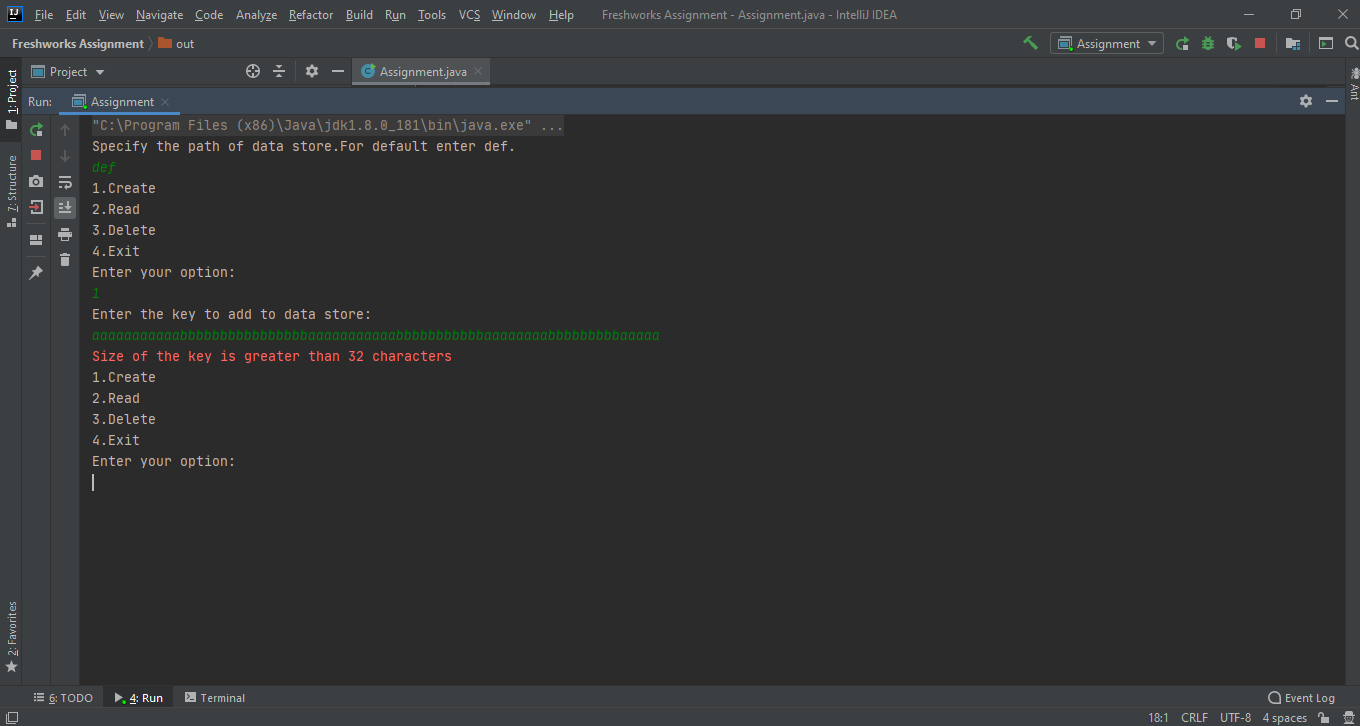 File Edit View Navigate Code Analyze Refactor Build Run Tools VCS Window Help Freshworks Assignment - Assignment.java - IntelliJ IDEA
Freshworks Assignment out Assignment
Project Assignment.java
Run: Assignment
"C:\Program Files (x86)\Java\jdk1.8.0_181\bin\java.exe" ...
Specify the path of data store.For default enter def.
def
1.Create
2.Read
3.Delete
4.Exit
Enter your option:
1
Enter the key to add to data store:
aaaaaaaaaaabbbbbbbbbbbbbbbbaaaaaaaaaaabbbbbbbbbbbaaaaaaaabbbbbbbbbaaaaa
Size of the key is greater than 32 characters
1.Create
2.Read
3.Delete
4.Exit
Enter your option:
1: Project
7: Structure
2: Favorites
Ant
6: TODO 4: Run Terminal Event Log
18:1 CRLF UTF-8 4 spaces